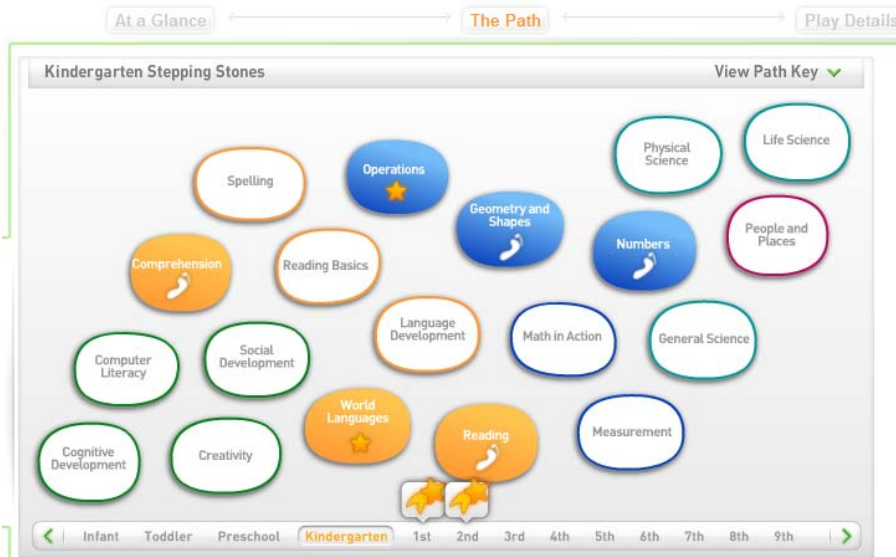 At a Glance
The Path
Play Details
Kindergarten Stepping Stones
View Path Key
Spelling
Operations
Physical
Science
Life Science
Geometry and
Shapes
Numbers
People and
Places
Comprehension
Reading Basics
Language
Development
Math in Action
General Science
Computer
Literacy
Social
Development
World
Languages
Reading
Measurement
Cognitive
Development
Creativity
Infant Toddler Preschool Kindergarten 1st 2nd 3rd 4th 5th 6th 7th 8th 9th